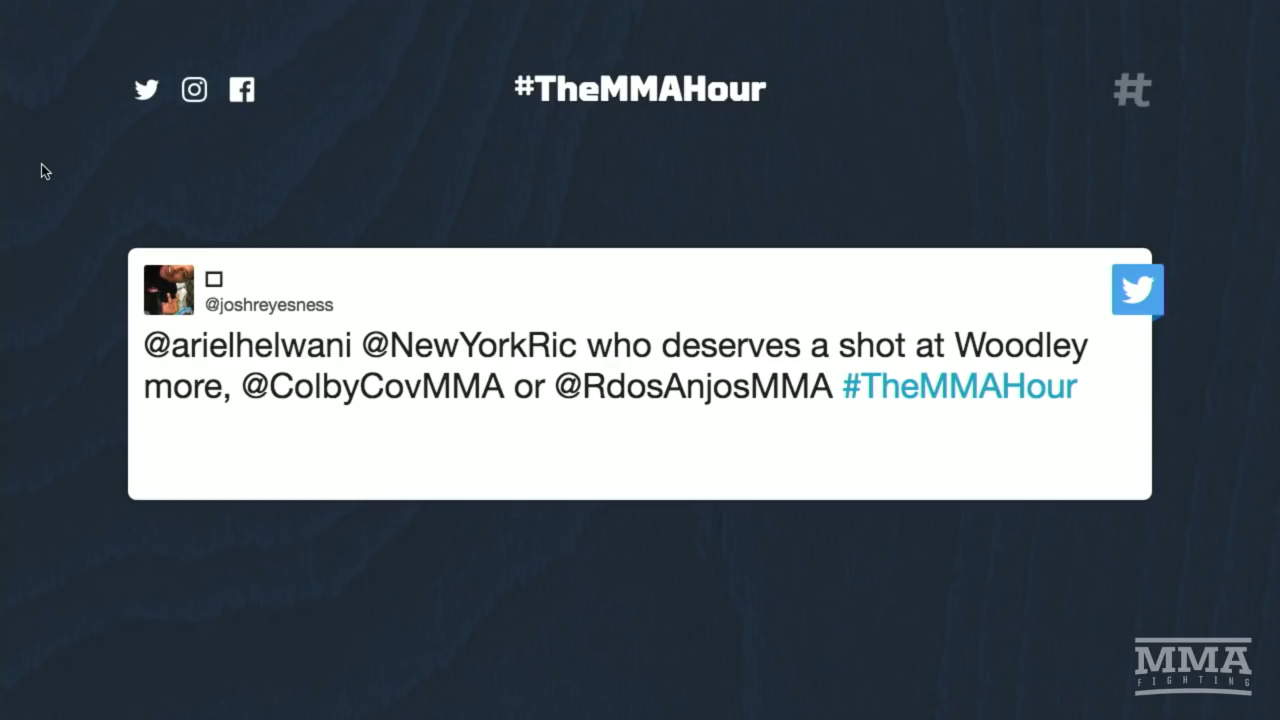 #TheMMAHour
@joshreyesness
@arielhelwani @NewYorkRic who deserves a shot at Woodley
more, @ColbyCovMMA or @RdosAnjosMMA #TheMMAHour
MMA
FIGHTING